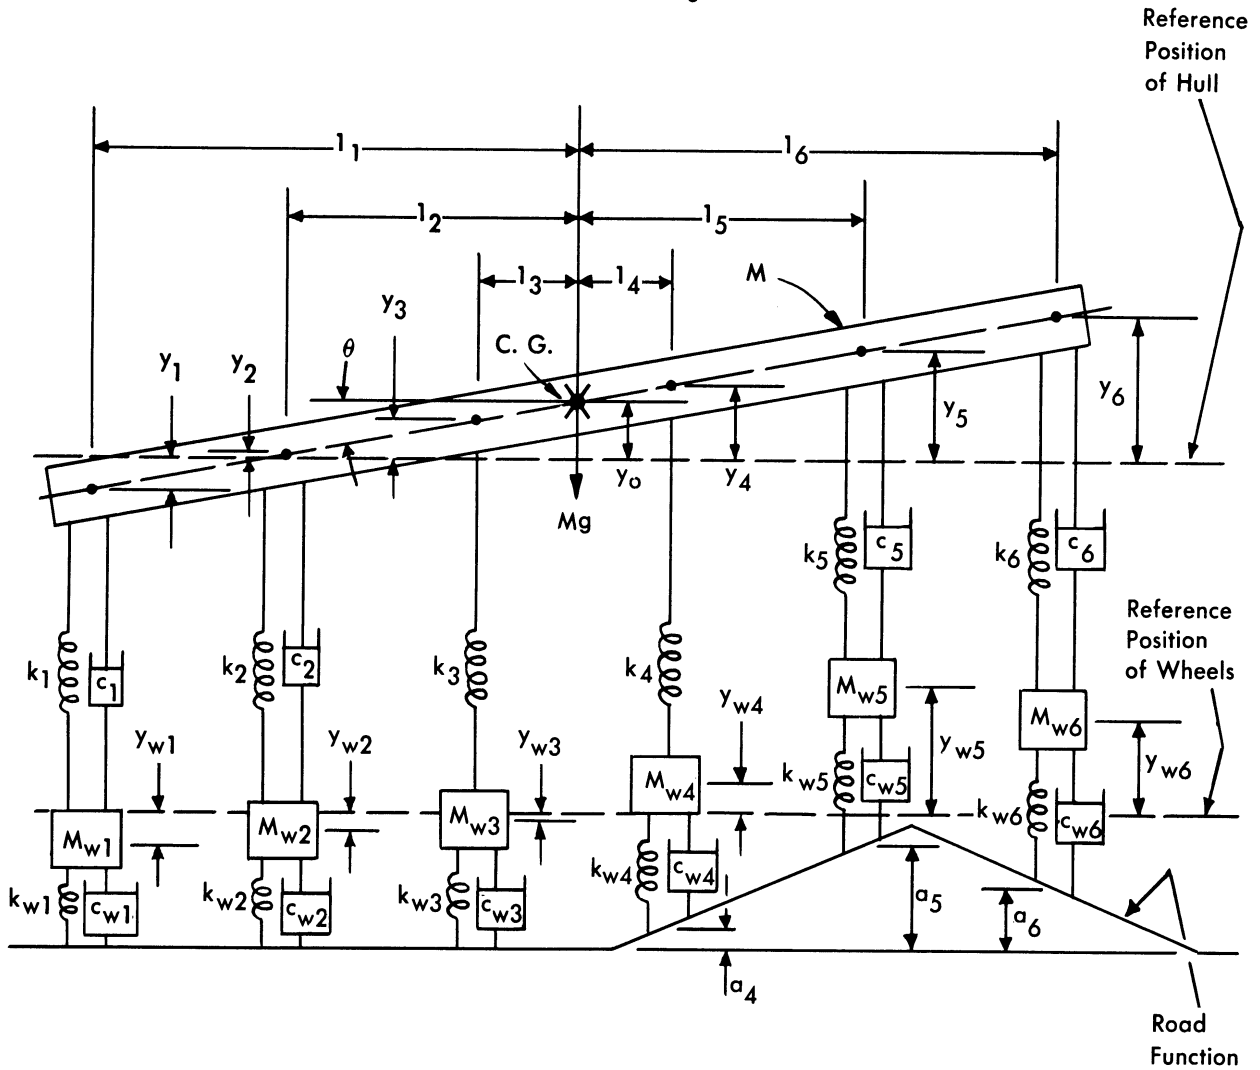 Reference
Position
of Hull
l1
l6
l2
l5
l3
l4
M
y3
θ
C. G.
y1
y2
y6
y5
yo
y4
Mg
k5
c5
k6
c6
Reference
Position
of Wheels
k1
c1
k2
c2
k3
k4
Mw5
Mw6
yw4
yw1
yw2
yw3
yw5
yw6
Mw4
kw5
cw5
Mw1
Mw2
Mw3
kw6
cw6
kw4
cw4
kw1
cw1
kw2
cw2
kw3
cw3
a5
a6
a4
Road
Function